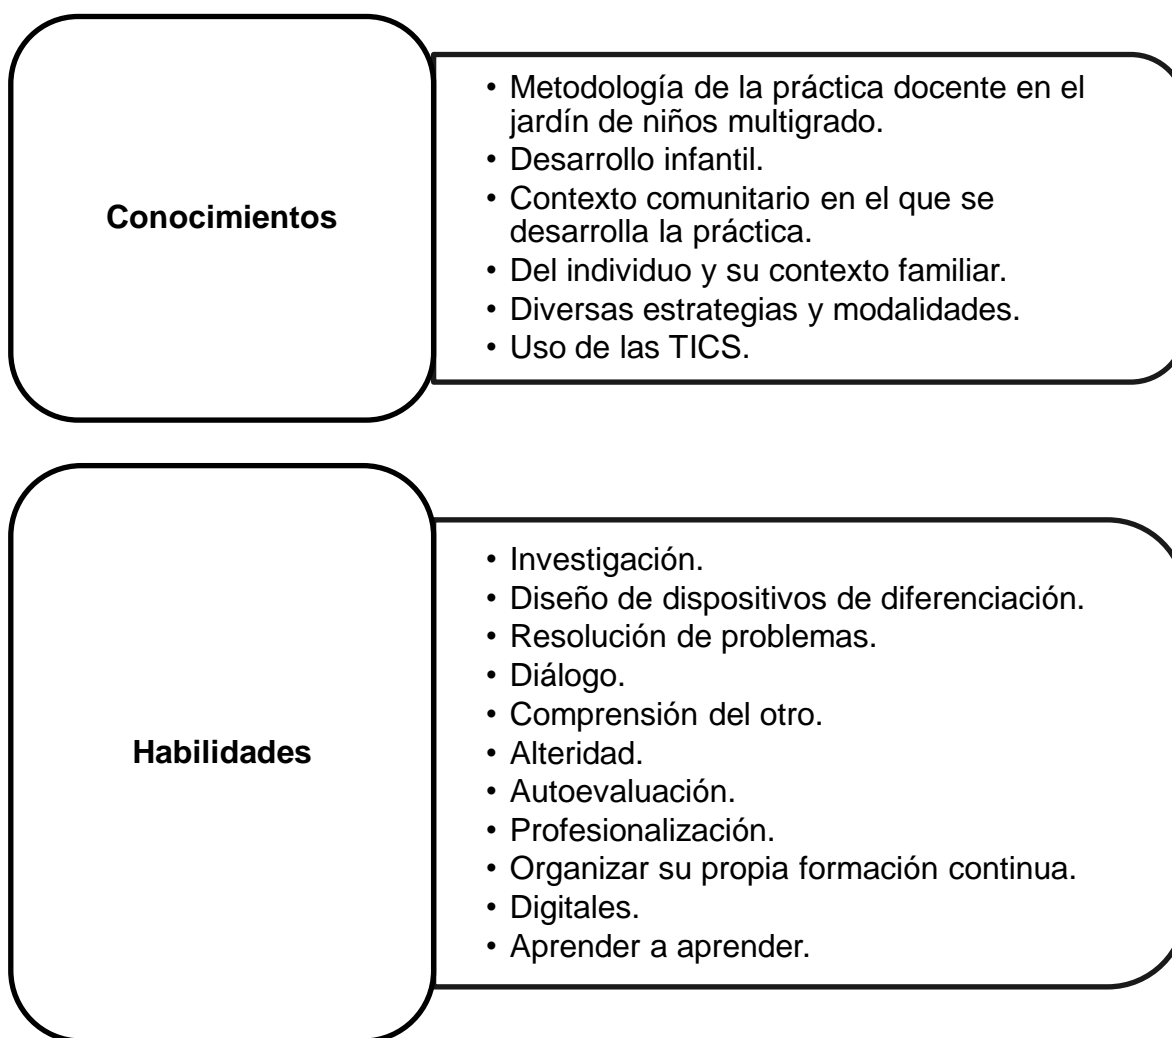 Conocimientos
• Metodología de la práctica docente en el
jardín de niños multigrado.
• Desarrollo infantil.
• Contexto comunitario en el que se
desarrolla la práctica.
• Del individuo y su contexto familiar.
• Diversas estrategias y modalidades.
• Uso de las TICS.
Habilidades
• Investigación.
• Diseño de dispositivos de diferenciación.
• Resolución de problemas.
• Diálogo.
• Comprensión del otro.
• Alteridad.
• Autoevaluación.
• Profesionalización.
• Organizar su propia formación continua.
• Digitales.
• Aprender a aprender.